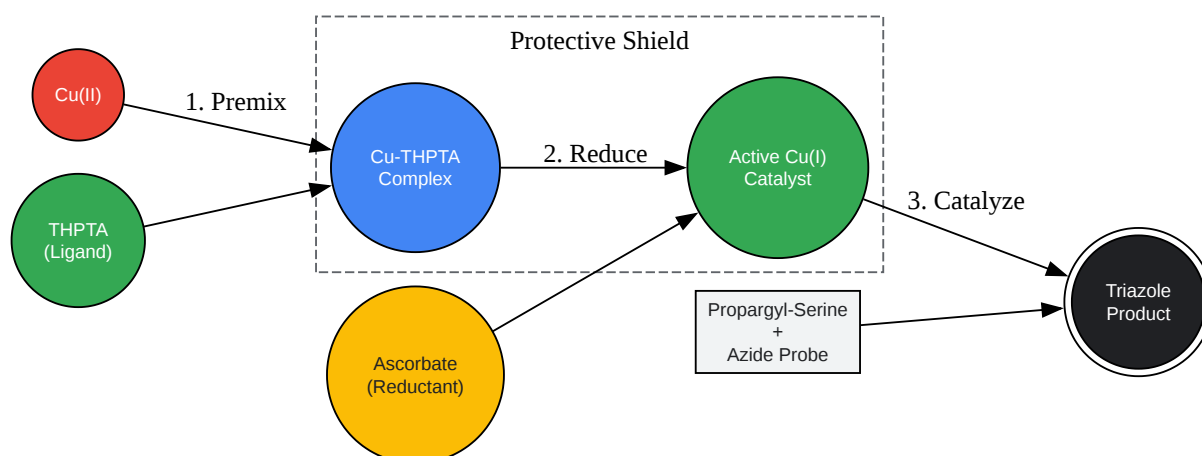 Protective Shield
Cu(II)
1. Premix
THPTA
(Ligand)
Cu-THPTA
Complex
2. Reduce
Active Cu(I)
Catalyst
3. Catalyze
Ascorbate
(Reductant)
Propargyl-Serine
+
Azide Probe
Triazole
Product